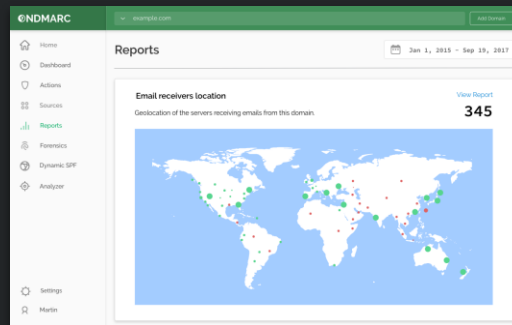 ONDMARC
example.com
Add Domain
Home
Dashboard
Actions
Sources
Reports
Forensics
Dynamic SPF
Analyzer
Settings
Martin
Reports
Jan 1, 2015 - Sep 19, 2017
Email receivers location
View Report
Geolocation of the servers receiving emails from this domain.
345